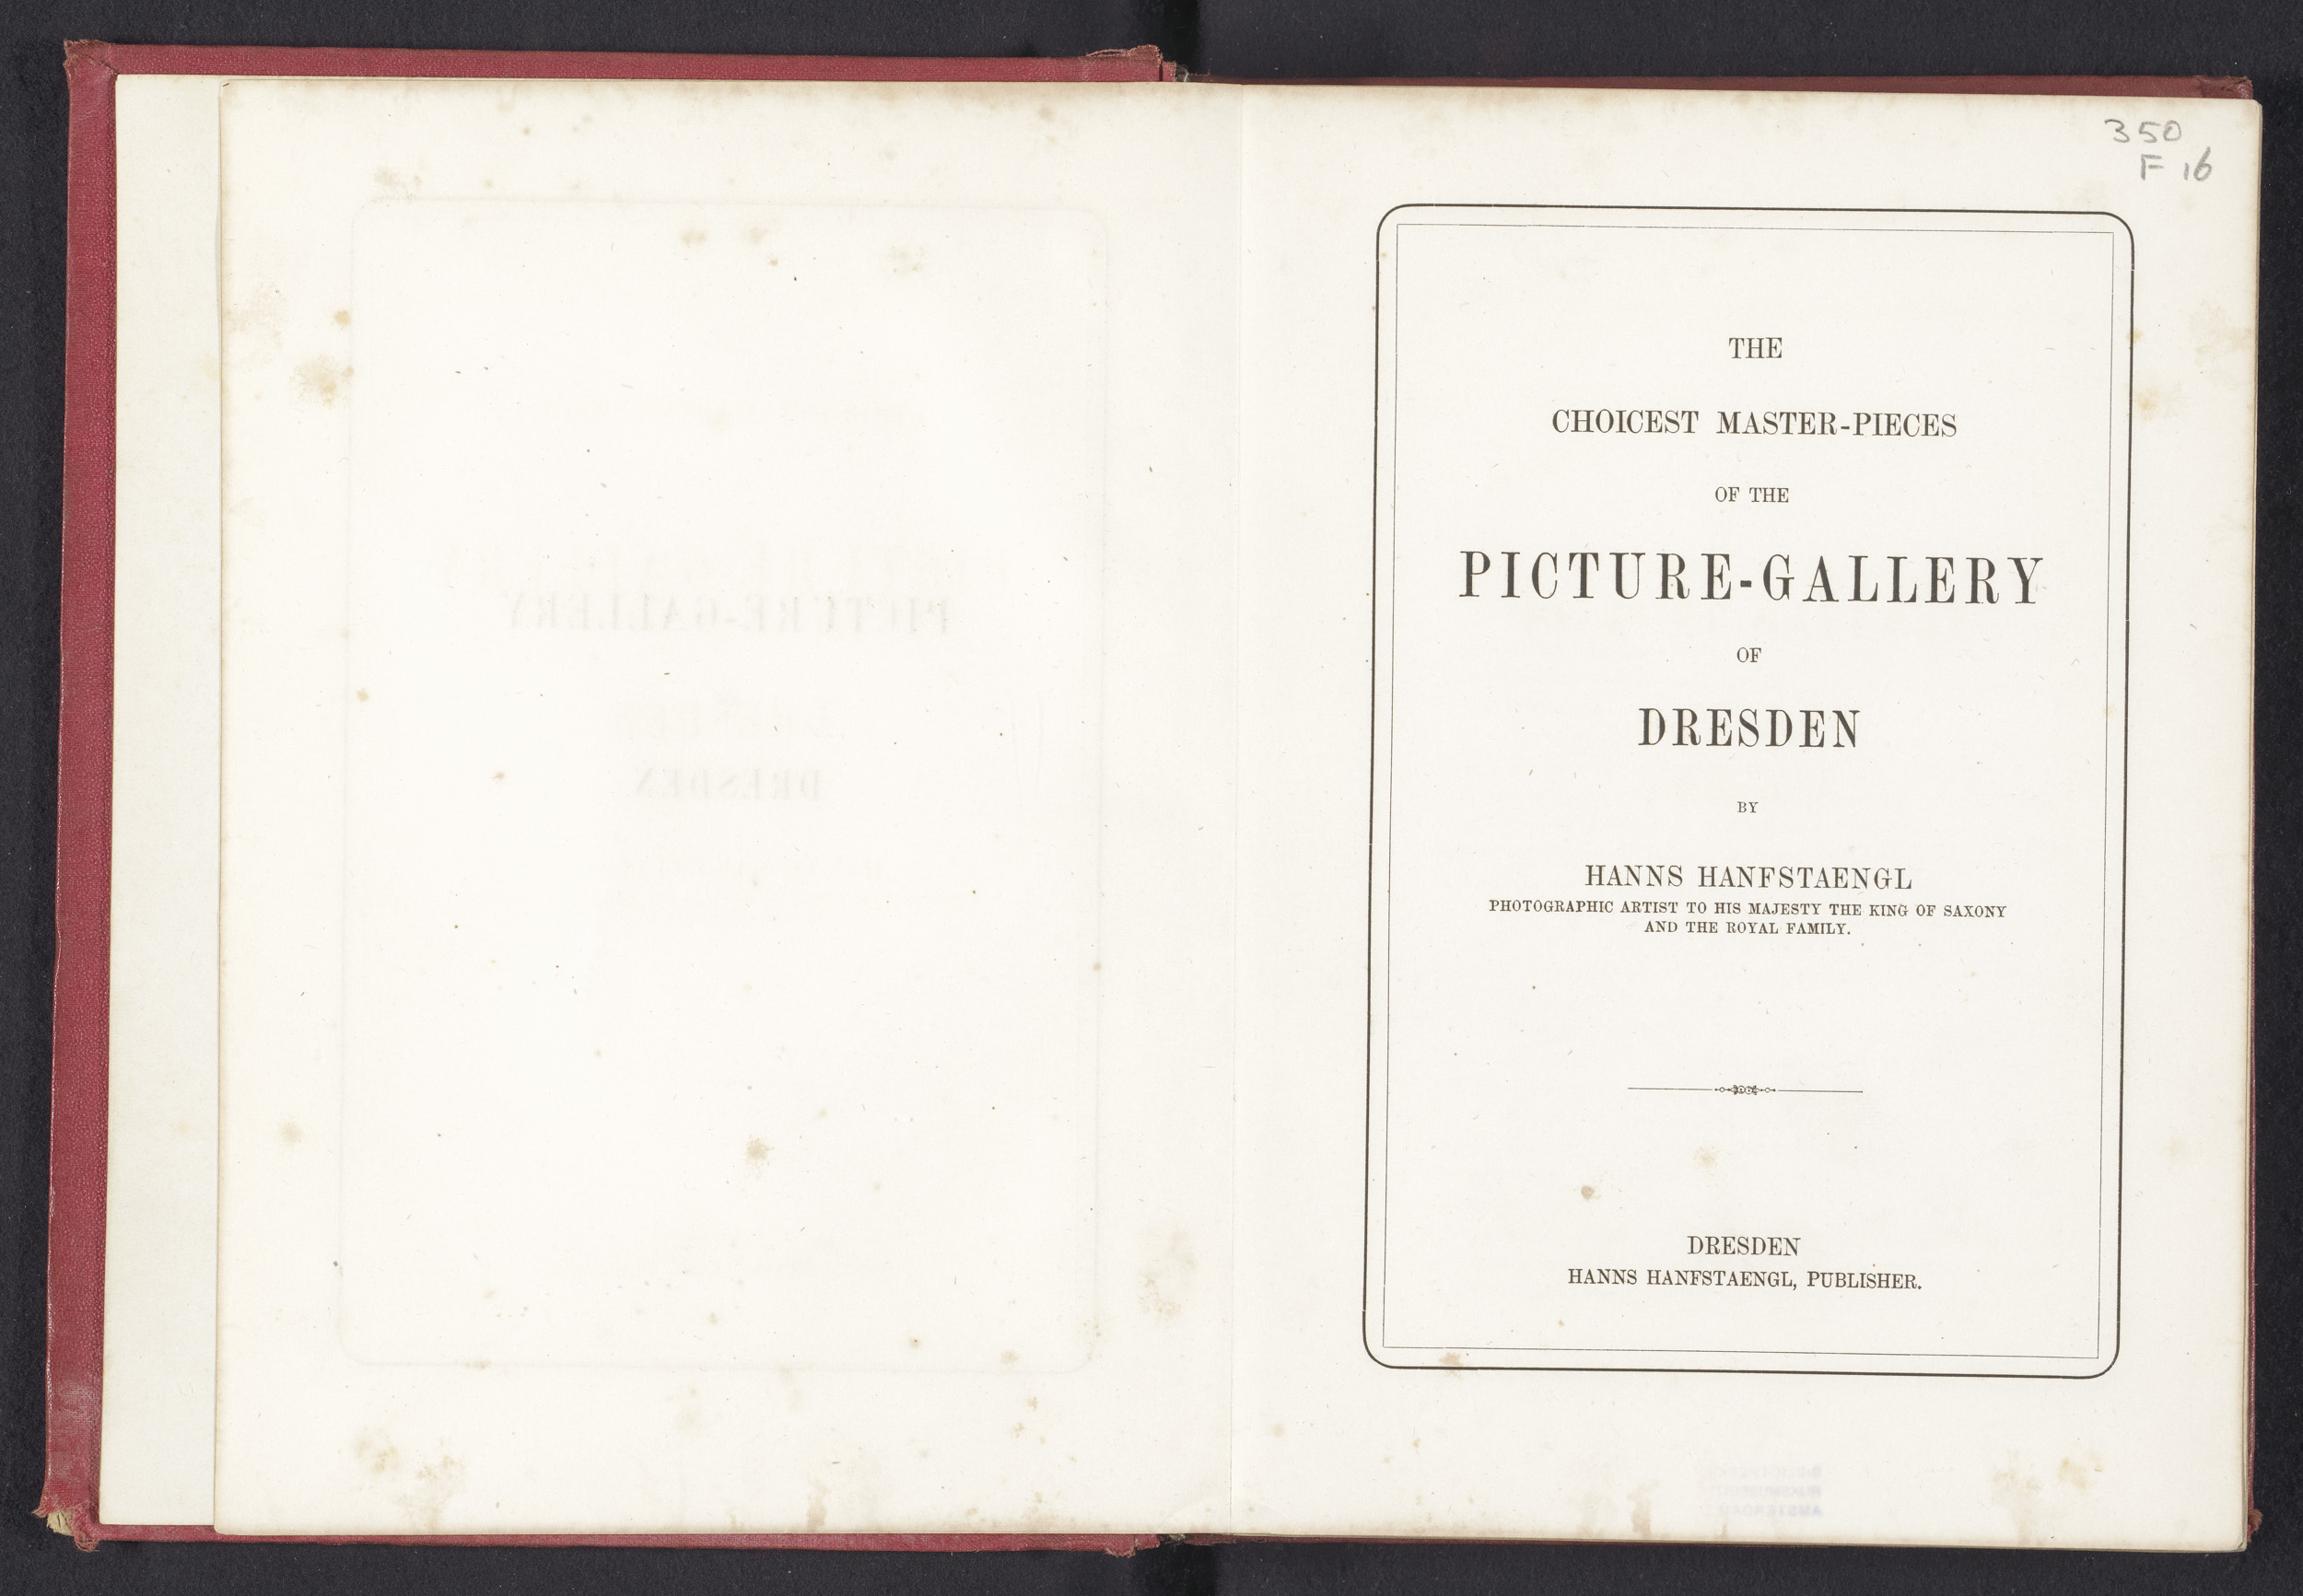 350
F 16
THE
CHOICEST MASTER-PIECES
OF THE
PICTURE-GALLERY
OF
DRESDEN
BY
HANNS HANFSTAENGL
PHOTOGRAPHIC ARTIST TO HIS MAJESTY THE KING OF SAXONY
AND THE ROYAL FAMILY.
DRESDEN
HANNS HANFSTAENGL, PUBLISHER.